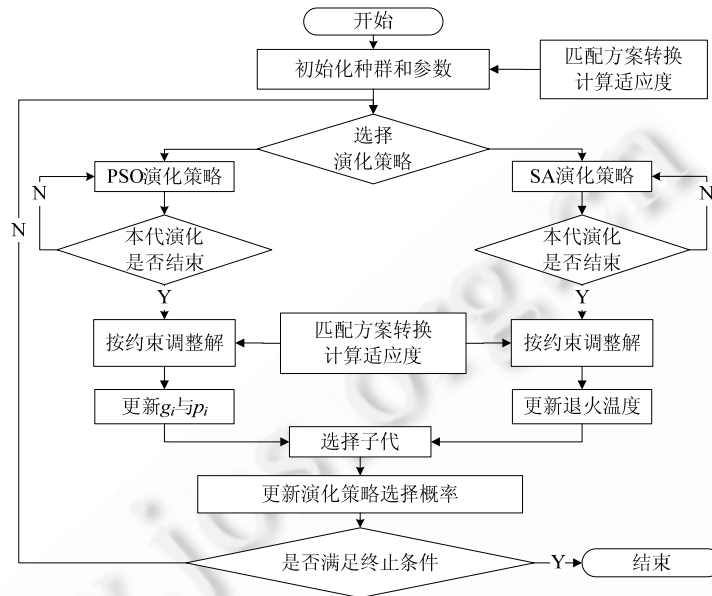 开始
初始化种群和参数
匹配方案转换
计算适应度
选择
演化策略
PSO演化策略
SA演化策略
N
N
N
本代演化
是否结束
本代演化
是否结束
Y
Y
按约束调整解
匹配方案转换
计算适应度
按约束调整解
更新gi与pi
更新退火温度
选择子代
更新演化策略选择概率
是否满足终止条件
Y
结束